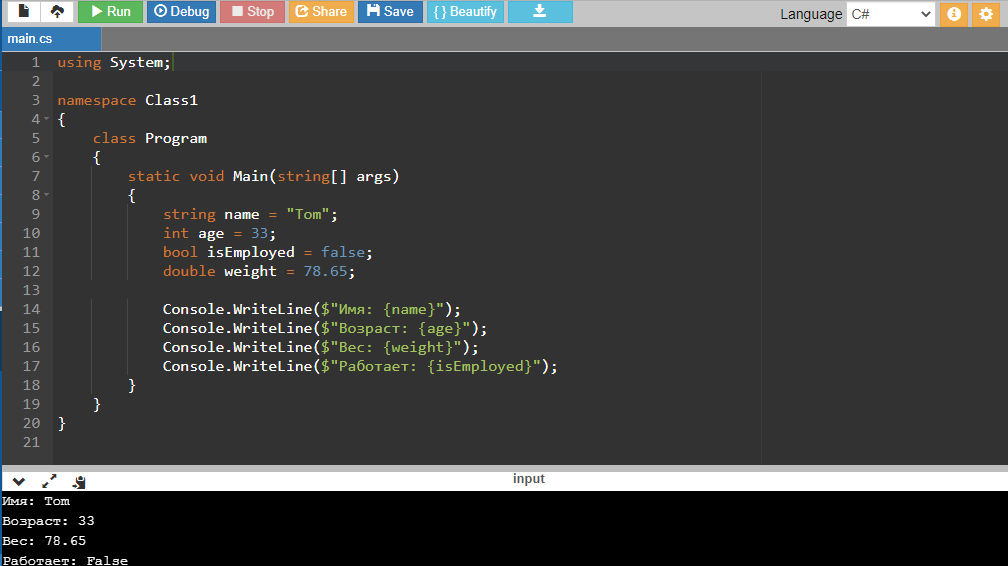 Run Debug Stop Share Save { } Beautify Language C#
main.cs
1 using System;
2
3 namespace Class1
4 {
5     class Program
6     {
7         static void Main(string[] args)
8         {
9             string name = "Tom";
10             int age = 33;
11             bool isEmployed = false;
12             double weight = 78.65;
13
14             Console.WriteLine($"Имя: {name}");
15             Console.WriteLine($"Возраст: {age}");
16             Console.WriteLine($"Вес: {weight}");
17             Console.WriteLine($"Работает: {isEmployed}");
18         }
19     }
20 }
21
input
Имя: Tom
Возраст: 33
Вес: 78.65
Работает: False